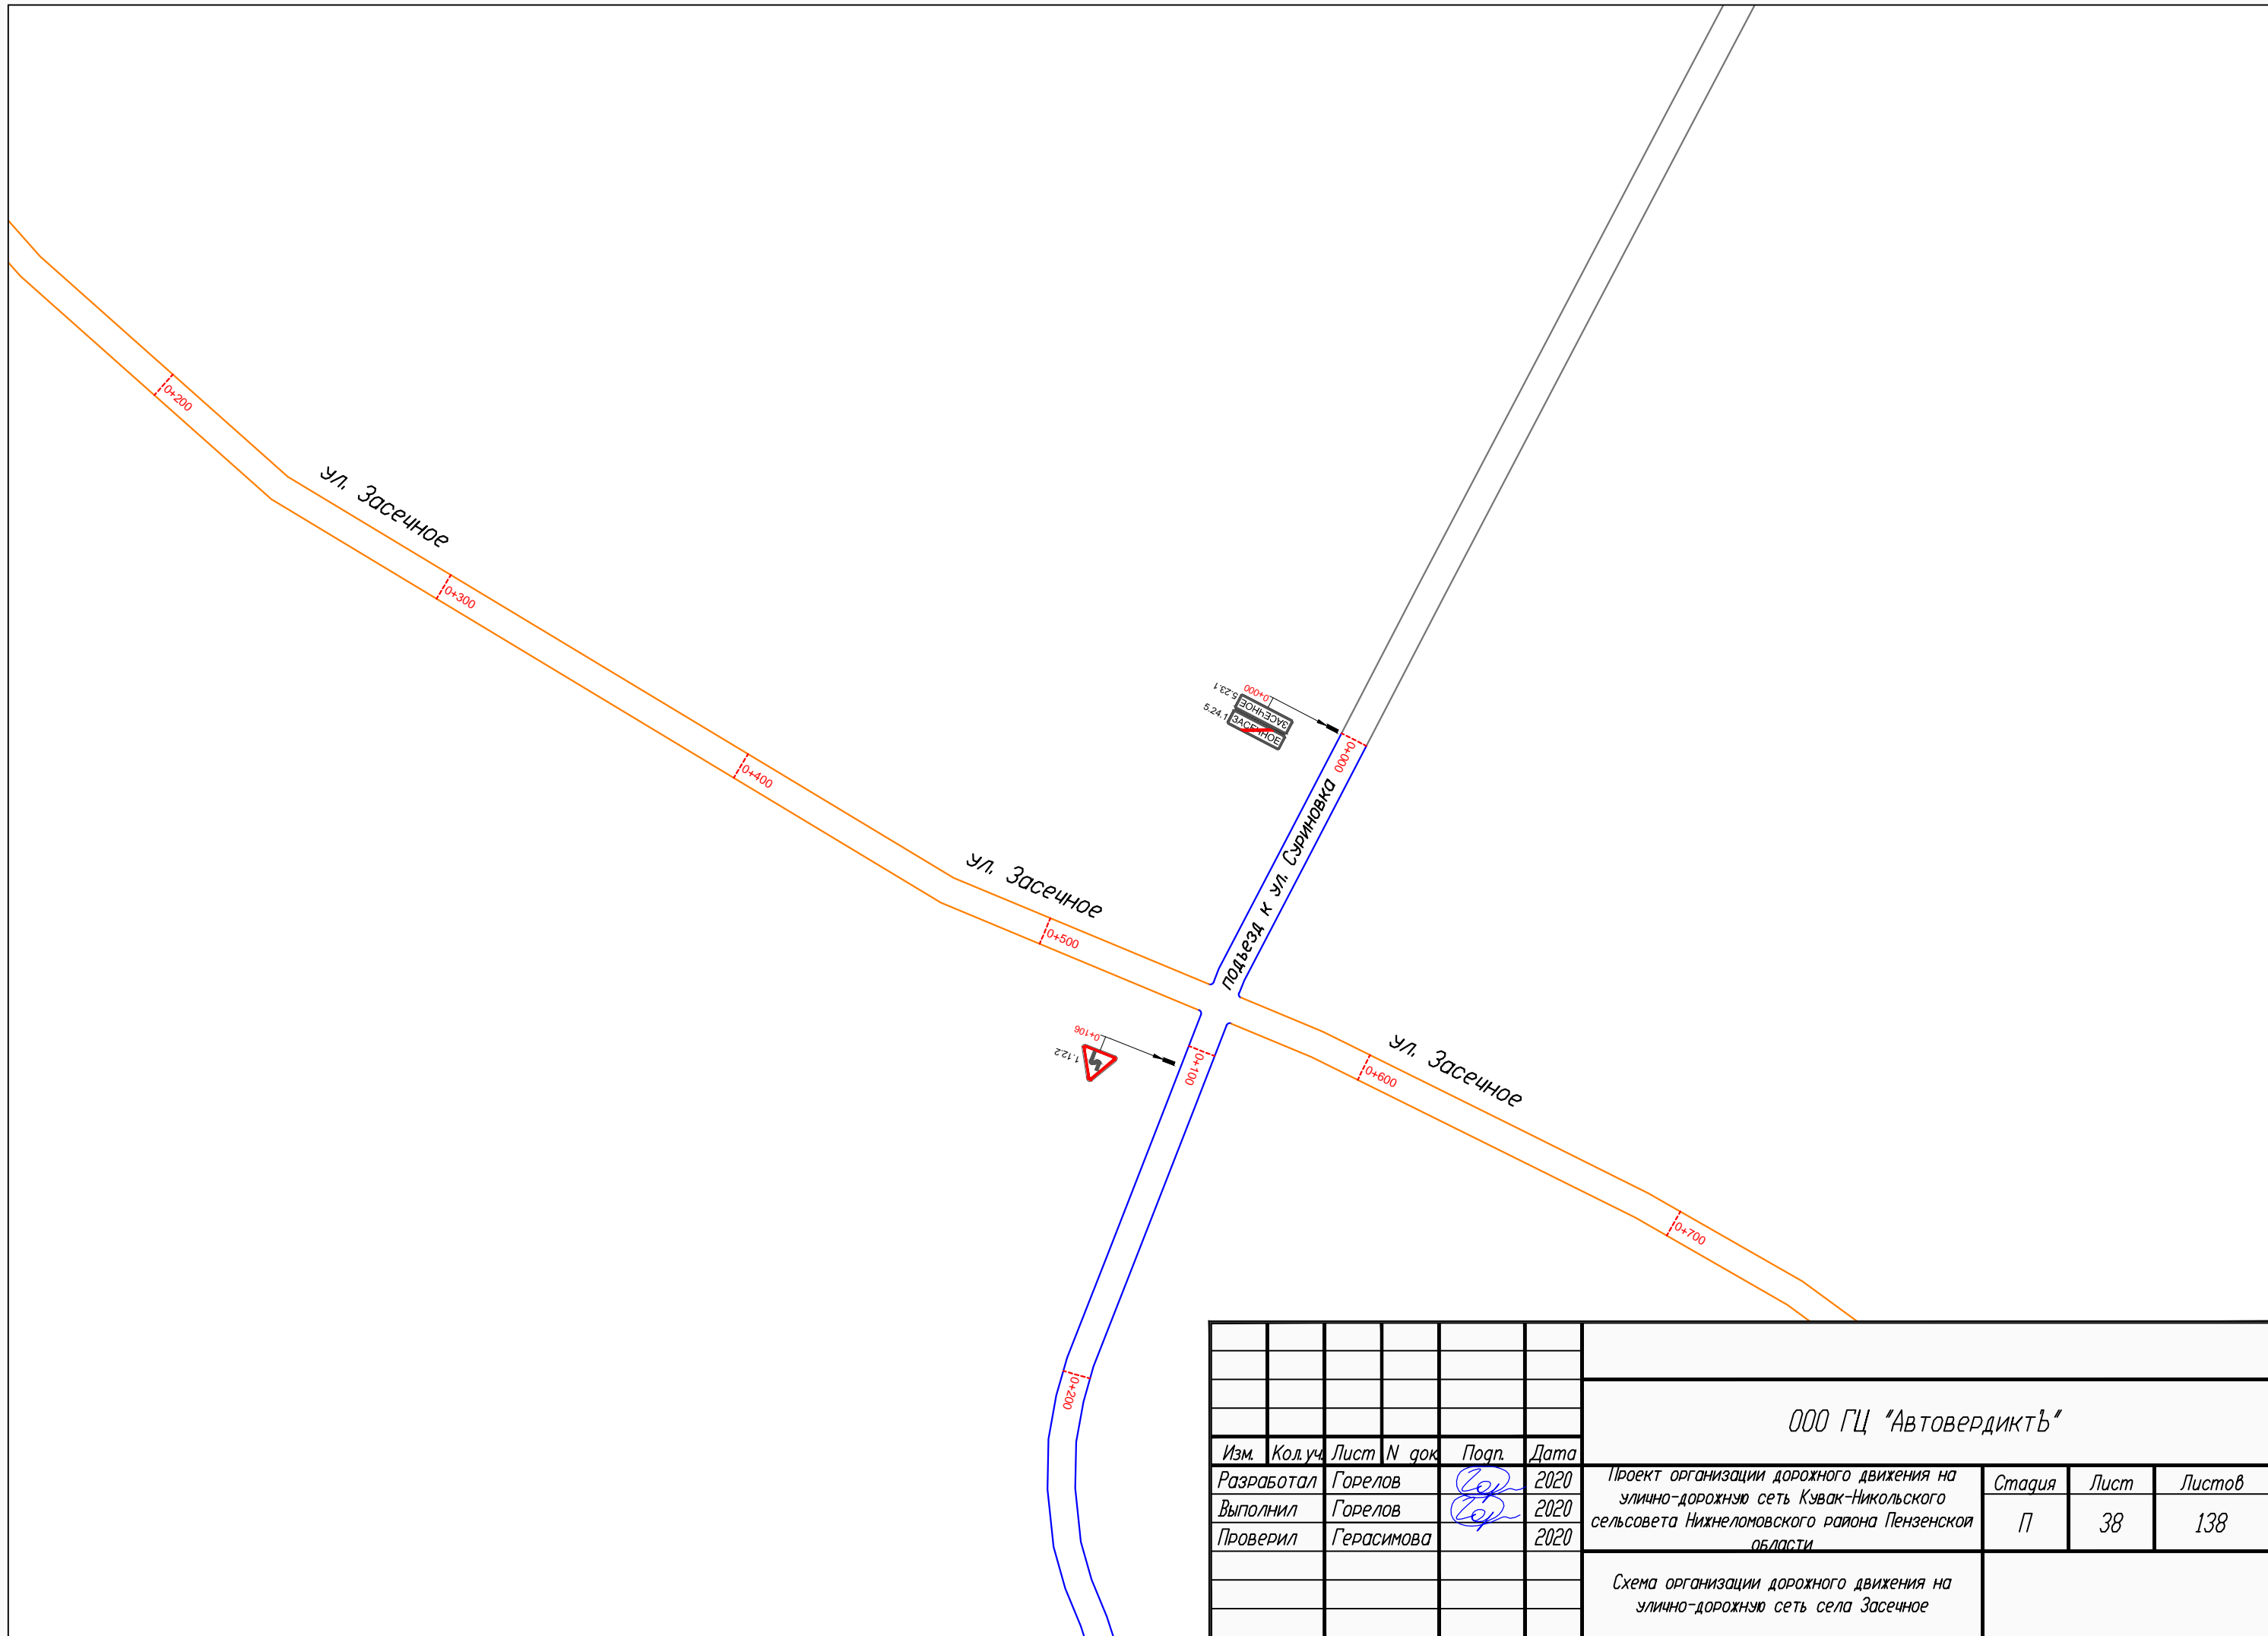 0+200
ул. Засечное
0+300
0+400
ул. Засечное
0+500
5.23.1
0+000
ЗАСЕЧНОЕ
5.24.1
ЗАСЕЧНОЕ
0+000
подъезд к ул. Суриновка
0+106
1.12.2
0+100
ул. Засечное
0+600
0+700
0+200
ООО ГЦ "АвтовердиктЪ"
Изм. Кол.уч. Лист N док Подп. Дата
Разработал Горелов 2020
Выполнил Горелов 2020
Проверил Герасимова 2020
Проект организации дорожного движения на
улично-дорожную сеть Кувак-Никольского
сельсовета Нижнеломовского района Пензенской
области
Стадия Лист Листов
П 38 138
Схема организации дорожного движения на
улично-дорожную сеть села Засечное